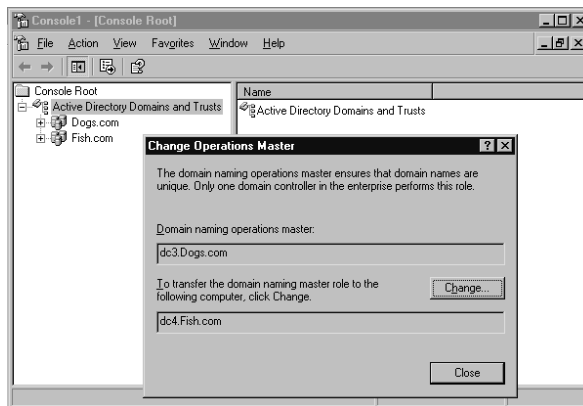 Console1 - [Console Root]
File Action View Favorites Window Help
Console Root
Active Directory Domains and Trusts
Dogs.com
Fish.com
Name
Active Directory Domains and Trusts
Change Operations Master
The domain naming operations master ensures that domain names are
unique. Only one domain controller in the enterprise performs this role.
Domain naming operations master:
dc3.Dogs.com
To transfer the domain naming master role to the
following computer, click Change.
Change...
dc4.Fish.com
Close